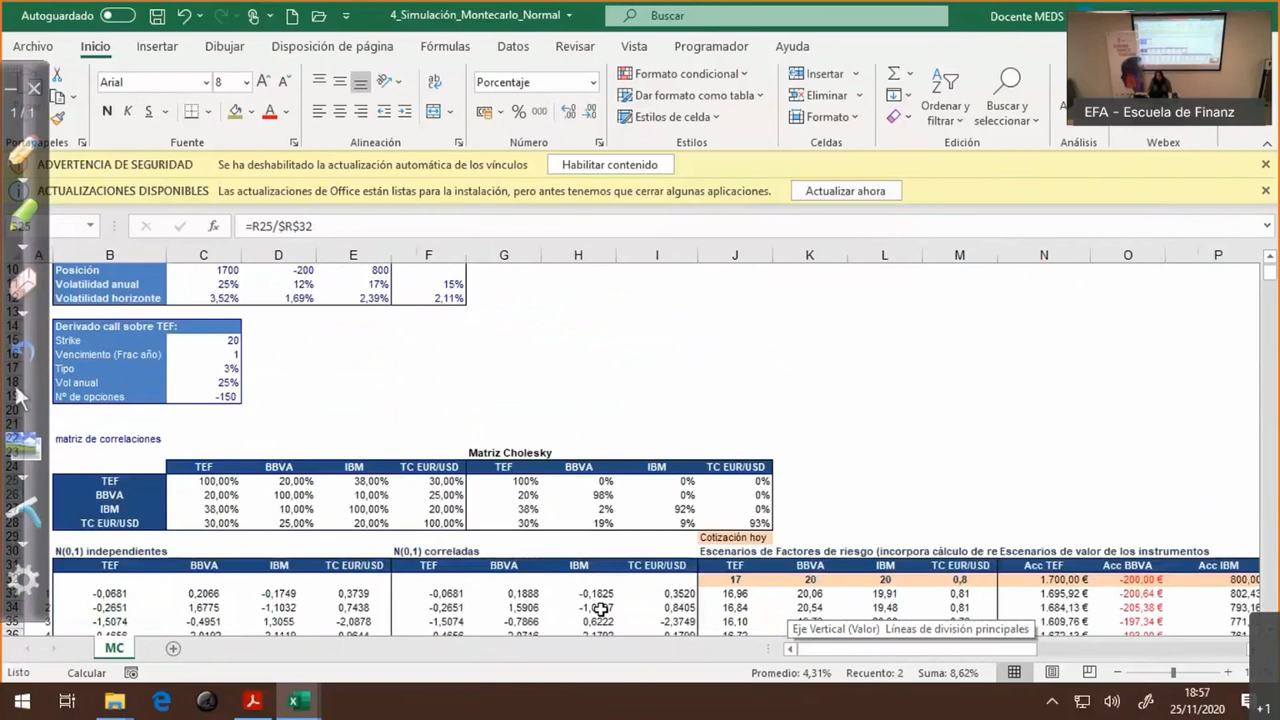 Autoguardado 4_Simulación_Montecarlo_Normal Buscar Docente MEDS
Archivo Inicio Insertar Dibujar Disposición de página Fórmulas Datos Revisar Vista Programador Ayuda
EFA - Escuela de Finanz
Arial 8 Porcentaje
N K S
Formato condicional
Dar formato como tabla
Estilos de celda
Insertar
Eliminar
Formato
Ordenar y filtrar
Buscar y seleccionar
Fuente Alineación Número Estilos Celdas Edición Análisis Webex
1/1
ADVERTENCIA DE SEGURIDAD Se ha deshabilitado la actualización automática de los vínculos Habilitar contenido
ACTUALIZACIONES DISPONIBLES Las actualizaciones de Office están listas para la instalación, pero antes tenemos que cerrar algunas aplicaciones. Actualizar ahora
fx =R25/$R$32
A B C D E F G H I J K L M N O P
Posición 1700 -200 800
Volatilidad anual 25% 12% 17% 15%
Volatilidad horizonte 3,52% 1,69% 2,39% 2,11%
Derivado call sobre TEF:
Strike 20
Vencimiento (Frac año) 1
Tipo 3%
Vol anual 25%
Nº de opciones -150
matriz de correlaciones
Matriz Cholesky
TEF BBVA IBM TC EUR/USD TEF BBVA IBM TC EUR/USD
TEF 100,00% 20,00% 38,00% 30,00% 100% 0% 0% 0%
BBVA 20,00% 100,00% 10,00% 25,00% 20% 98% 0% 0%
IBM 38,00% 10,00% 100,00% 20,00% 38% 2% 92% 0%
TC EUR/USD 30,00% 25,00% 20,00% 100,00% 30% 19% 9% 93%
Cotización hoy
N(0,1) independientes N(0,1) correladas Escenarios de Factores de riesgo (incorpora cálculo de re Escenarios de valor de los instrumentos
TEF BBVA IBM TC EUR/USD TEF BBVA IBM TC EUR/USD TEF BBVA IBM TC EUR/USD Acc TEF Acc BBVA Acc IBM
17 20 20 0,8 1.700,00 € -200,00 € 800,00
1 -0,0681 0,2066 -0,1749 0,3739 -0,0681 0,1888 -0,1825 0,3520 16,96 20,06 19,91 0,81 1.695,92 € -200,64 € 802,43
2 -0,2651 1,6775 -1,1032 0,7438 -0,2651 1,5906 0,8405 16,84 20,54 19,48 0,81 1.684,13 € -205,38 € 793,16
3 -1,5074 -0,4951 1,3055 -2,0878 -1,5074 -0,7866 0,6222 -2,3749 16,10 1.609,76 € -197,34 € 771,
Eje Vertical (Valor) Líneas de división principales
MC
Listo Calcular Promedio: 4,31% Recuento: 2 Suma: 8,62%
18:57
25/11/2020
+1